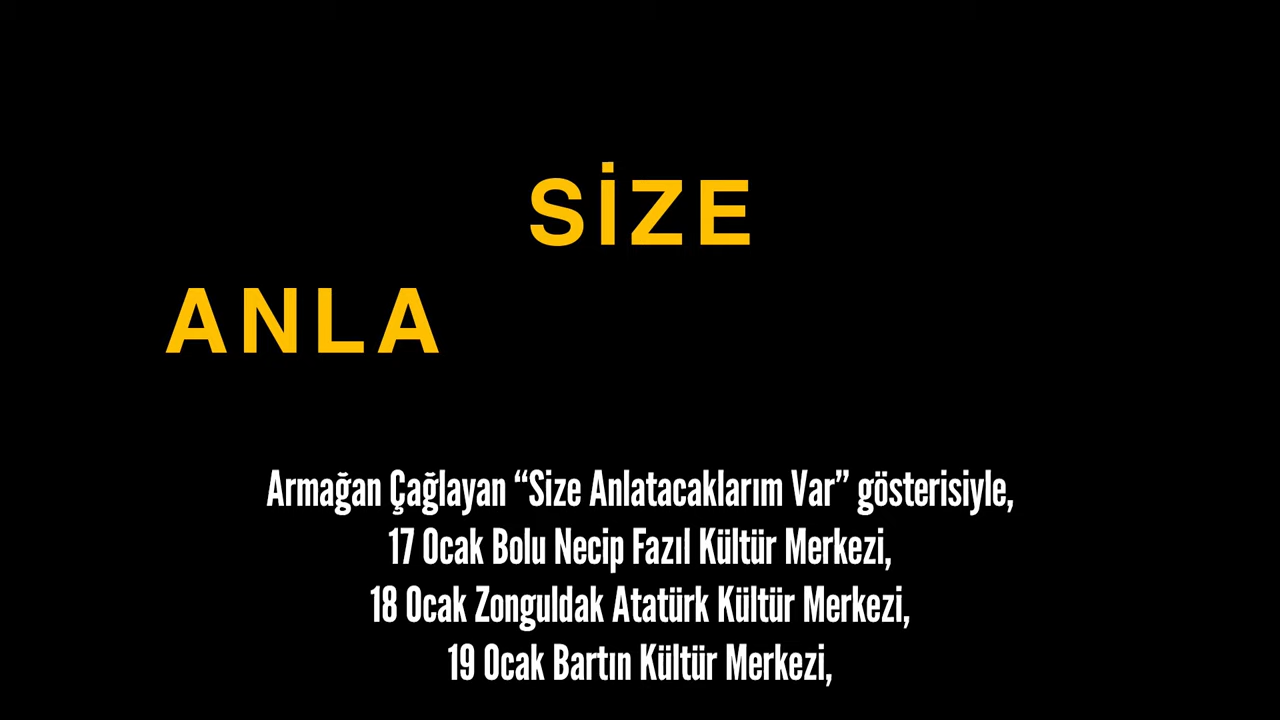 SİZE
ANLA
Armağan Çağlayan “Size Anlatacaklarım Var” gösterisiyle,
17 Ocak Bolu Necip Fazıl Kültür Merkezi,
18 Ocak Zonguldak Atatürk Kültür Merkezi,
19 Ocak Bartın Kültür Merkezi,